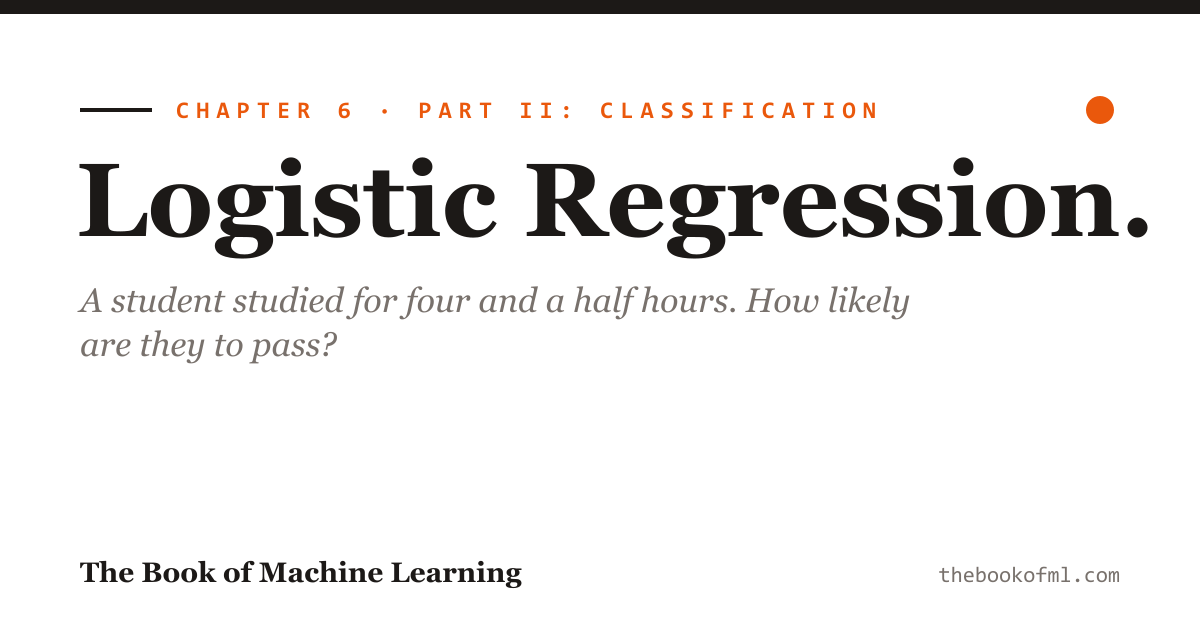 CHAPTER 6 · PART II: CLASSIFICATION
Logistic Regression.
A student studied for four and a half hours. How likely
are they to pass?
The Book of Machine Learning
thebookofml.com